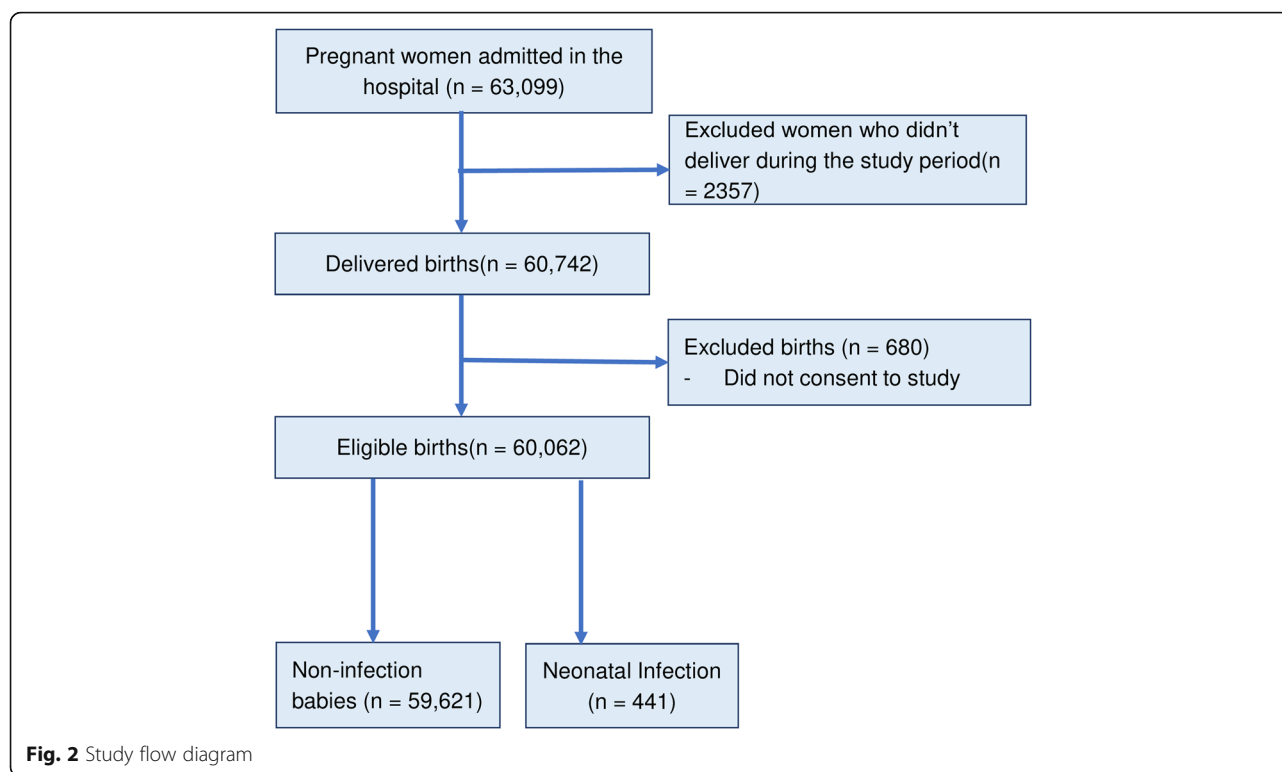 Pregnant women admitted in the
hospital (n = 63,099)
Excluded women who didn't
deliver during the study period(n
= 2357)
Delivered births(n = 60,742)
Excluded births (n = 680)
- Did not consent to study
Eligible births(n = 60,062)
Non-infection
babies (n = 59,621)
Neonatal Infection
(n = 441)
Fig. 2 Study flow diagram